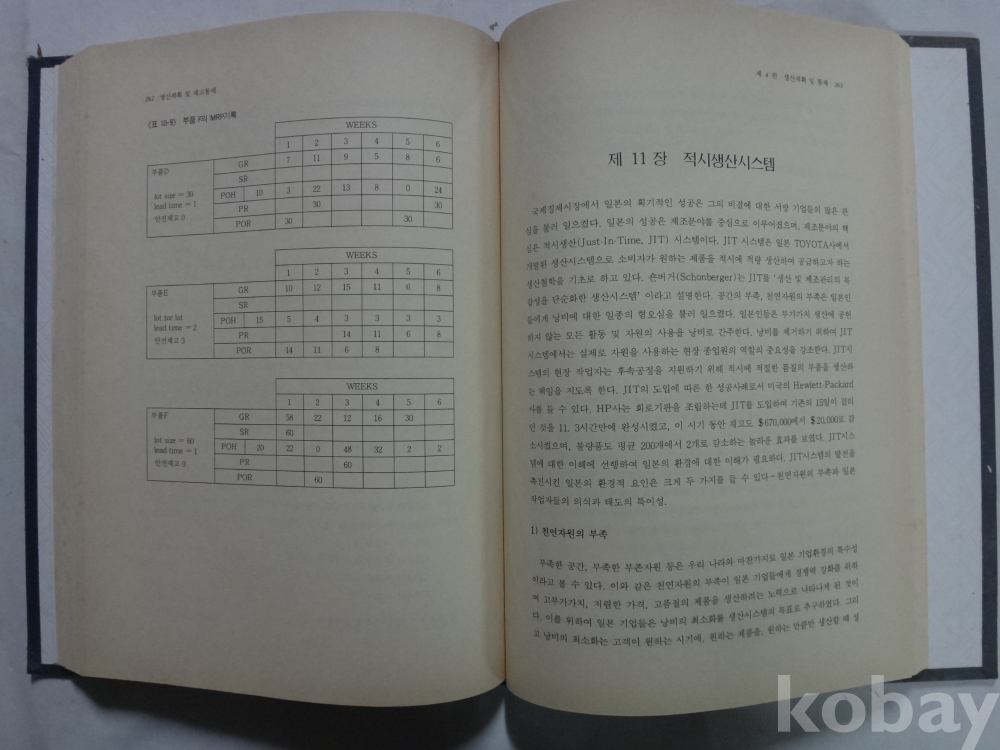 262 생산계획 및 재고통제
<표 10-8> 부품 F의 MRP기록
WEEKS
1 2 3 4 5 6
부품D GR 7 11 9 5 8 6
SR
lot size = 30 POH 10 3 22 13 8 0 24
lead time = 1 PR 30 30
안전재고 0 POR 30 30
WEEKS
1 2 3 4 5 6
부품E GR 10 12 15 11 6 8
SR
lot for lot POH 15 5 4 3 3 3 3
lead time = 2 PR 14 11 6 8
안전재고 3 POR 14 11 6 8
WEEKS
1 2 3 4 5 6
부품F GR 58 22 12 16 30
SR 60
lot size = 60 POH 20 22 0 48 32 2 2
lead time = 1 PR 60
안전재고 0 POR 60
제 4 편 생산계획 및 통제 263
제 11 장 적시생산시스템
국제경제시장에서 일본의 획기적인 성공은 그의 비결에 대한 서방 기업들의 많은 관
심을 불러 일으켰다. 일본의 성공은 제조분야를 중심으로 이루어졌으며, 제조분야의 핵
심은 적시생산(Just-In-Time, JIT) 시스템이다. JIT 시스템은 일본 TOYOTA사에서
개발된 생산시스템으로 소비자가 원하는 제품을 적시에 적량 생산하여 공급하고자 하는
생산철학을 기초로 하고 있다. 숀버거(Schonberger)는 JIT를 '생산 및 제조관리의 복
잡성을 단순화한 생산시스템' 이라고 설명한다. 공간의 부족, 천연자원의 부족은 일본인
들에게 낭비에 대한 일종의 혐오심을 불러 일으켰다. 일본인들은 부가가치 생산에 공헌
하지 않는 모든 활동 및 자원의 사용을 낭비로 간주한다. 낭비를 제거하기 위하여 JIT
시스템에서는 실제로 자원을 사용하는 현장 종업원의 역할의 중요성을 강조한다. JIT시
스템의 현장 작업자는 후속공정을 지원하기 위해 적시에 적절한 품질의 부품을 생산하
는 책임을 지도록 한다. JIT의 도입에 따른 한 성공사례로서 미국의 Hewlett-Packard
사를 들 수 있다. HP사는 회로기판을 조립하는데 JIT를 도입하여 기존의 15일이 걸리
던 것을 11. 3시간만에 완성시켰고, 이 시기 동안 재고도 $670,000에서 $20,000로 감
소시켰으며, 불량품도 평균 200개에서 2개로 감소하는 놀라운 효과를 보였다. JIT시스
템에 대한 이해에 선행하여 일본의 환경에 대한 이해가 필요하다. JIT시스템의 발전을
촉진시킨 일본의 환경적 요인은 크게 두 가지를 들 수 있다-천연자원의 부족과 일본
작업자들의 의식과 태도의 특이성.
1) 천연자원의 부족
부족한 공간, 부족한 부존자원 등은 우리 나라와 마찬가지로 일본 기업환경의 특수성
이라고 볼 수 있다. 이와 같은 천연자원의 부족이 일본 기업들에게 경쟁력 강화를 위하
여 고부가가치, 저렴한 가격, 고품질의 제품을 생산하려는 노력으로 나타나게 된 것이
다. 이를 위하여 일본 기업들은 낭비의 최소화를 생산시스템의 목표로 추구하였다. 그리
고 낭비의 최소화는 고객이 원하는 시기에, 원하는 제품을, 원하는 만큼만 생산할 때 얻
kobay